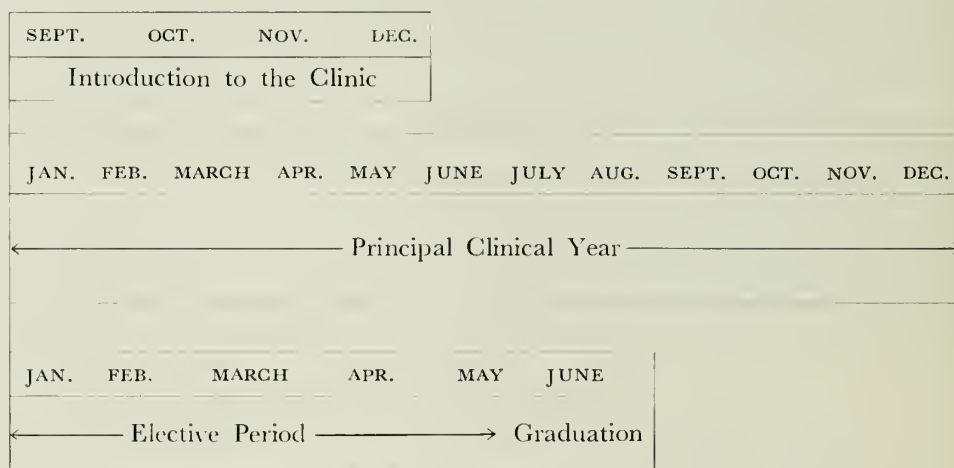 SEPT. OCT. NOV. DEC.
Introduction to the Clinic
JAN. FEB. MARCH APR. MAY JUNE JULY AUG. SEPT. OCT. NOV. DEC.
Principal Clinical Year
JAN. FEB. MARCH APR. MAY JUNE
Elective Period Graduation